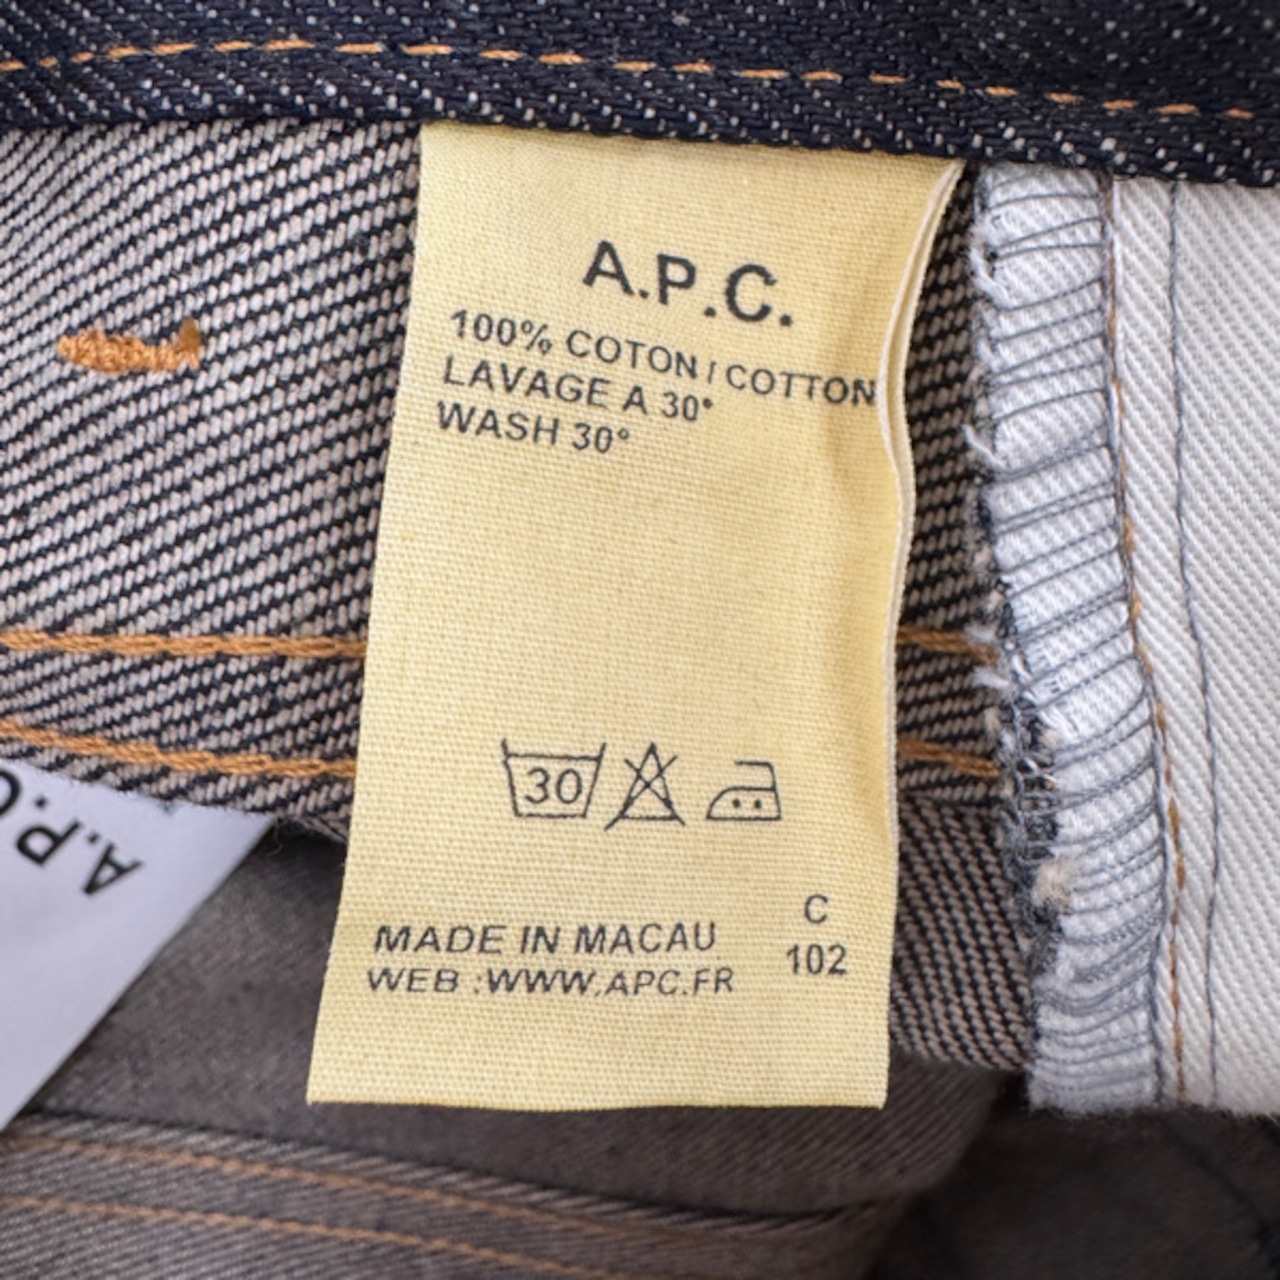 A.P.C.
100% COTON / COTTON
LAVAGE A 30°
WASH 30°
30
C
MADE IN MACAU
102
WEB :WWW.APC.FR
A.P.C